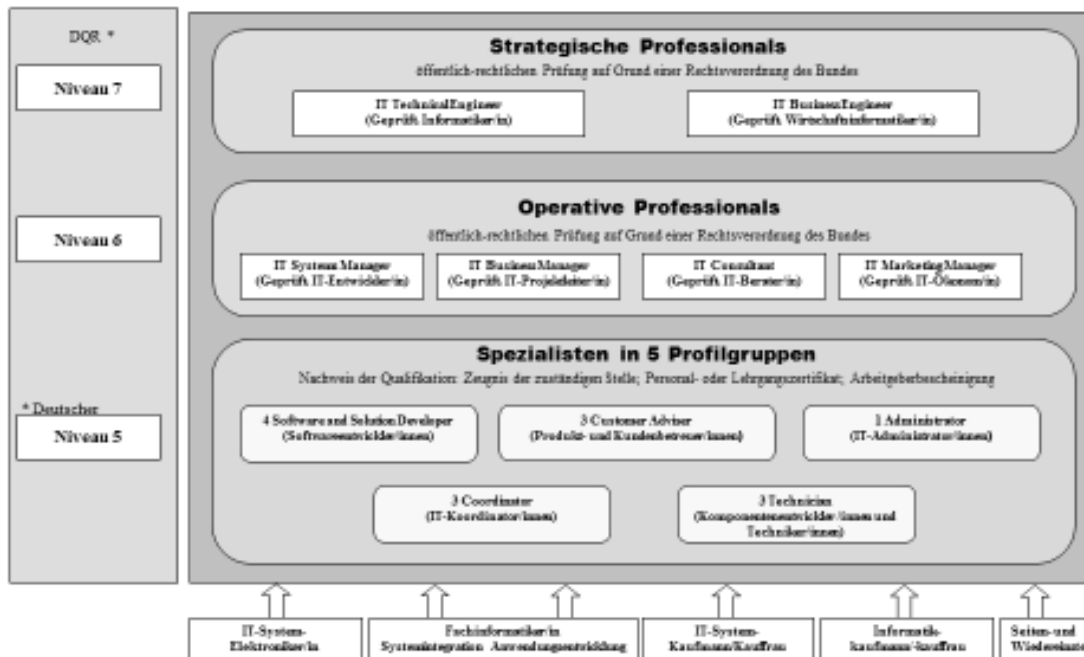 DQR *
Niveau 7
Niveau 6
* Deutscher
Niveau 5
Strategische Professionals
öffentlich-rechtlichen Prüfung auf Grund einer Rechtsverordnung des Bundes
IT Technical Engineer
(Geprüft. Informatiker/in)
IT Business Engineer
(Geprüft. Wirtschaftsinformatiker/in)
Operative Professionals
öffentlich-rechtlichen Prüfung auf Grund einer Rechtsverordnung des Bundes
IT Systems Manager
(Geprüft. IT-Entwickler/in)
IT Business Manager
(Geprüft. IT-Projektleiter/in)
IT Consultant
(Geprüft. IT-Berater/in)
IT Marketing Manager
(Geprüft. IT-Ökonom/in)
Spezialisten in 5 Profilgruppen
Nachweis der Qualifikation: Zeugnis der zuständigen Stelle; Personal- oder Lehrgangszertifikat; Arbeitgeberbescheinigung
4 Software and Solution Developer
(Softwareentwickler/innen)
3 Customer Adviser
(Produkt- und Kundenbetreuer/innen)
1 Administrator
(IT-Administrator/innen)
3 Coordinator
(IT-Koordinator/innen)
3 Technician
(Komponentenentwickler/innen und
Techniker/innen)
IT-System-
Elektroniker/in
Fachinformatiker/in
Systemintegration Anwendungsentwicklung
IT-System-
Kaufmann/Kauffrau
Informatik-
kaufmann/-kauffrau
Seiten- und